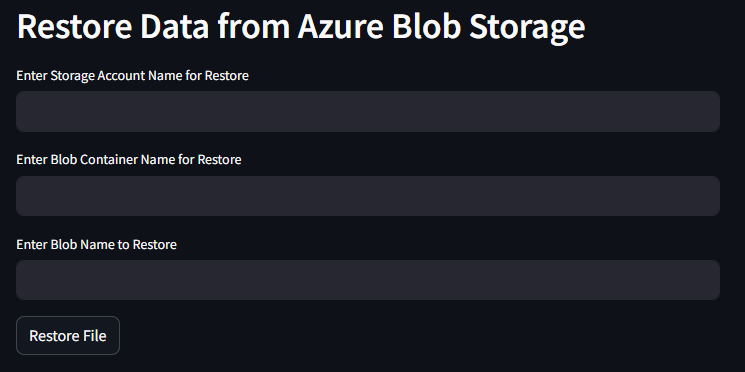 Restore Data from Azure Blob Storage
Enter Storage Account Name for Restore
Enter Blob Container Name for Restore
Enter Blob Name to Restore
Restore File